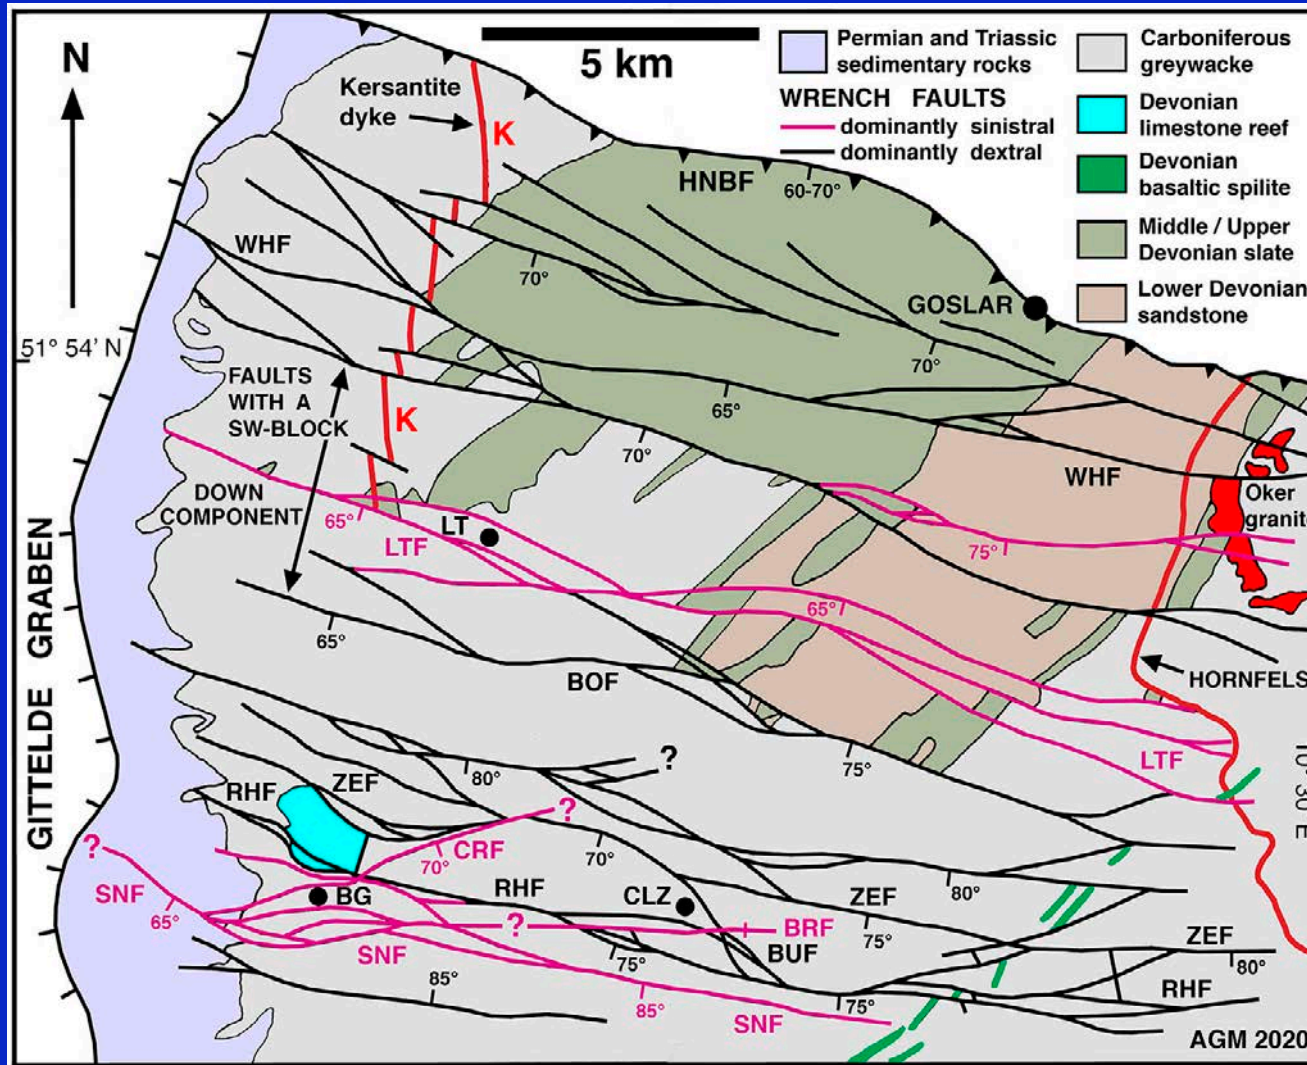 N
5 km
Kersantite
dyke
K
Permian and Triassic
sedimentary rocks
WRENCH FAULTS
dominantly sinistral
dominantly dextral
Carboniferous
greywacke
Devonian
limestone reef
Devonian
basaltic spilite
Middle / Upper
Devonian slate
Lower Devonian
sandstone
HNBF
60-70°
WHF
70°
GOSLAR
51° 54' N
70°
FAULTS
WITH A
SW-BLOCK
DOWN
COMPONENT
K
65°
70°
WHF
Oker
granit
65°
LT
LTF
75°
65°
65°
HORNFELS
BOF
GITTELDE GRABEN
75°
LTF
10° 30' E
80°
?
RHF
ZEF
?
CRF
70°
70°
?
SNF
65°
BG
RHF
CLZ
ZEF
80°
?
BRF
75°
BUF
ZEF
80°
SNF
75°
85°
85°
SNF
75°
RHF
AGM 2020